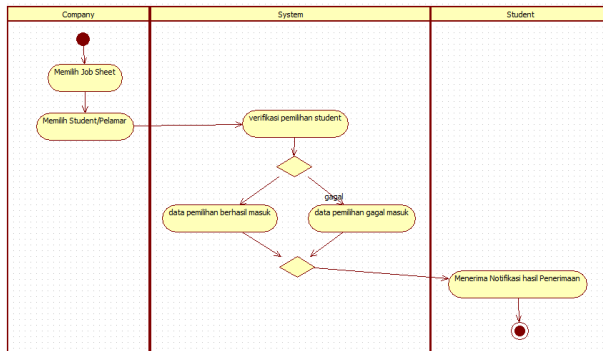 Company
System
Student
Memilih Job Sheet
Memilih Student/Pelamar
verifikasi pemilihan student
gagal
data pemilihan berhasil masuk
data pemilihan gagal masuk
Menerima Notifikasi hasil Penerimaan